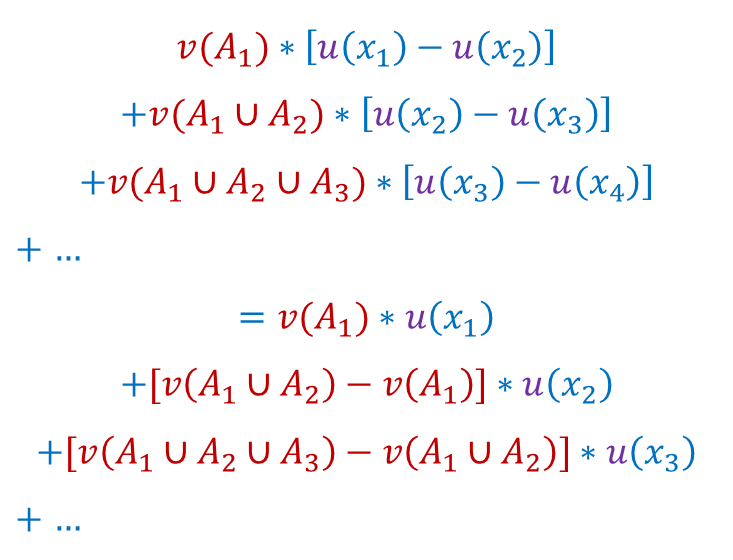 v(A₁) ∗ [u(x₁) − u(x₂)]
+v(A₁ ∪ A₂) ∗ [u(x₂) − u(x₃)]
+v(A₁ ∪ A₂ ∪ A₃) ∗ [u(x₃) − u(x₄)]
+ …
= v(A₁) ∗ u(x₁)
+[v(A₁ ∪ A₂) − v(A₁)] ∗ u(x₂)
+[v(A₁ ∪ A₂ ∪ A₃) − v(A₁ ∪ A₂)] ∗ u(x₃)
+ …